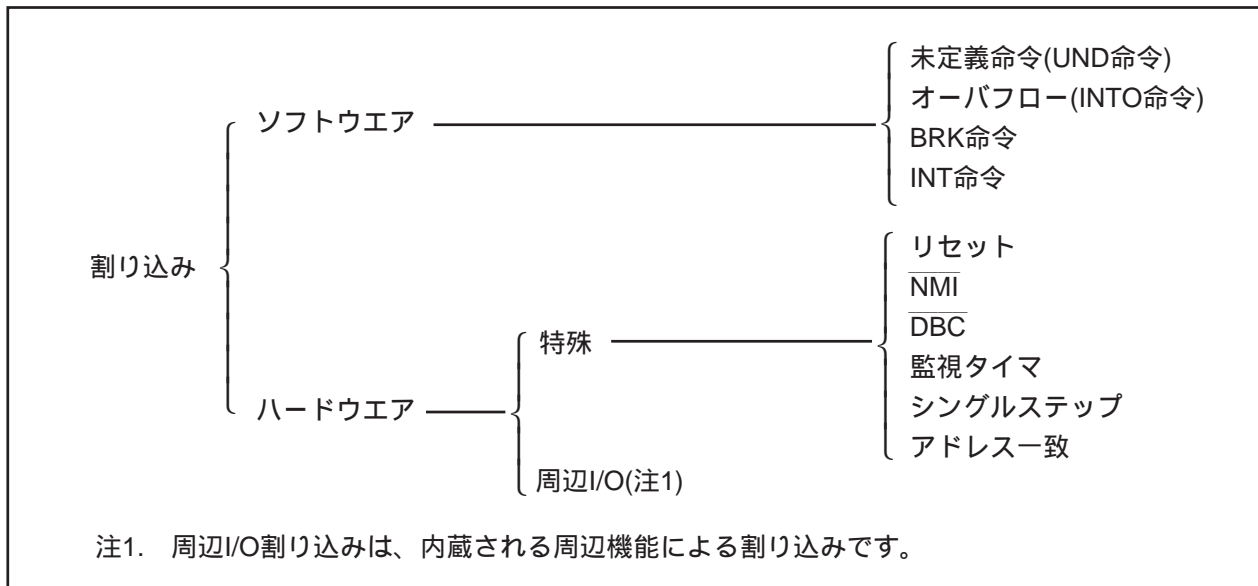 割り込み
ソフトウエア
未定義命令(UND命令)
オーバフロー(INTO命令)
BRK命令
INT命令
ハードウエア
特殊
リセット
N̅M̅I̅
D̅B̅C̅
監視タイマ
シングルステップ
アドレス一致
周辺I/O(注1)
注1. 周辺I/O割り込みは、内蔵される周辺機能による割り込みです。